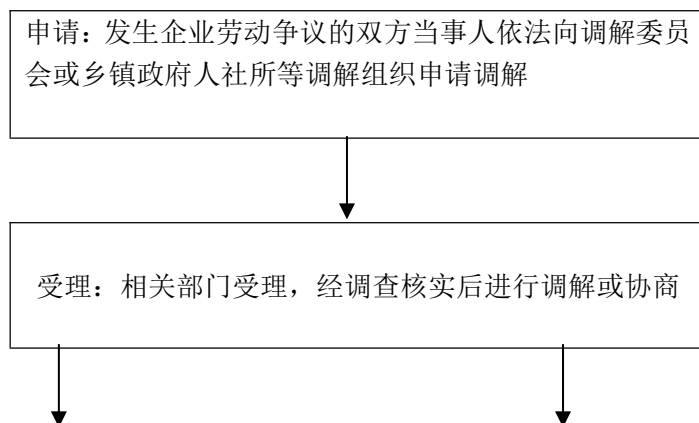 申请：发生企业劳动争议的双方当事人依法向调解委员
会或乡镇政府人社所等调解组织申请调解
受理：相关部门受理，经调查核实后进行调解或协商